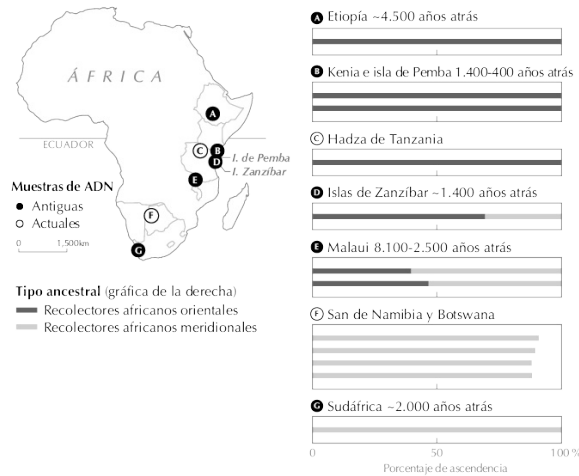 ÁFRICA
ECUADOR
A
C
B
D
E
F
G
I. de Pemba
I. Zanzíbar
Muestras de ADN
Antiguas
Actuales
0 1,500km
Tipo ancestral (gráfica de la derecha)
Recolectores africanos orientales
Recolectores africanos meridionales
A Etiopía ~4.500 años atrás
B Kenia e isla de Pemba 1.400-400 años atrás
C Hadza de Tanzania
D Islas de Zanzíbar ~1.400 años atrás
E Malaui 8.100-2.500 años atrás
F San de Namibia y Botswana
G Sudáfrica ~2.000 años atrás
0 50 100 %
Porcentaje de ascendencia